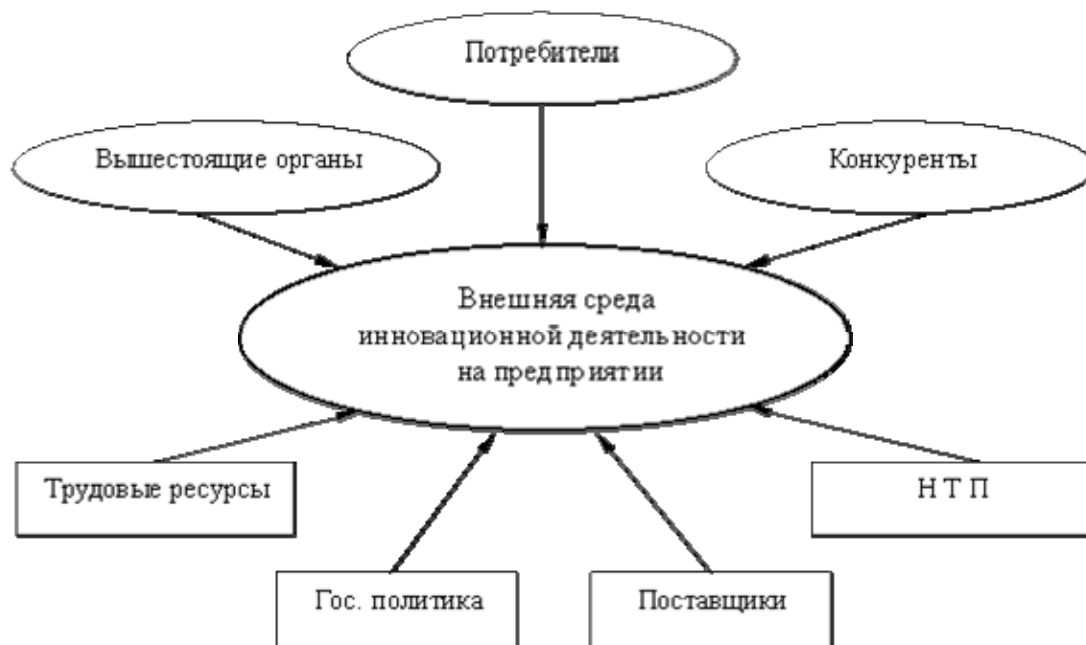 Потребители
Вышестоящие органы
Конкуренты
Внешняя среда
инновационной деятельности
на предприятии
Трудовые ресурсы
Н Т П
Гос. политика
Поставщики